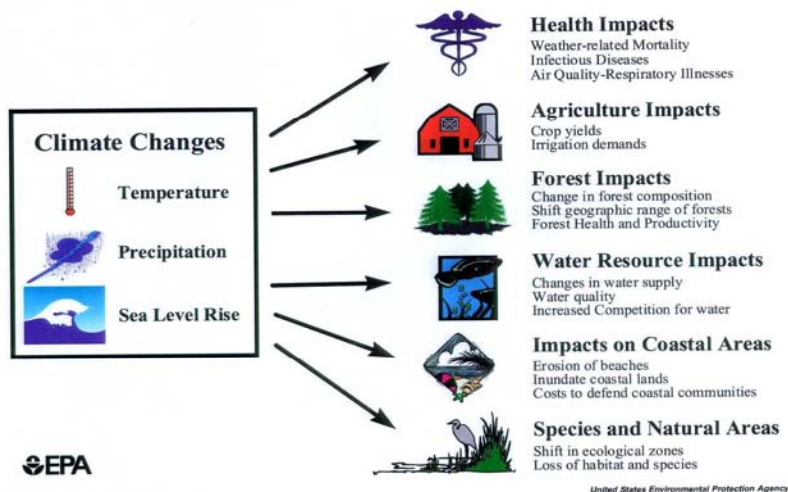 Climate Changes
Temperature
Precipitation
Sea Level Rise
Health Impacts
Weather-related Mortality
Infectious Diseases
Air Quality-Respiratory Illnesses
Agriculture Impacts
Crop yields
Irrigation demands
Forest Impacts
Change in forest composition
Shift geographic range of forests
Forest Health and Productivity
Water Resource Impacts
Changes in water supply
Water quality
Increased Competition for water
Impacts on Coastal Areas
Erosion of beaches
Inundate coastal lands
Costs to defend coastal communities
Species and Natural Areas
Shift in ecological zones
Loss of habitat and species
EPA
United States Environmental Protection Agency